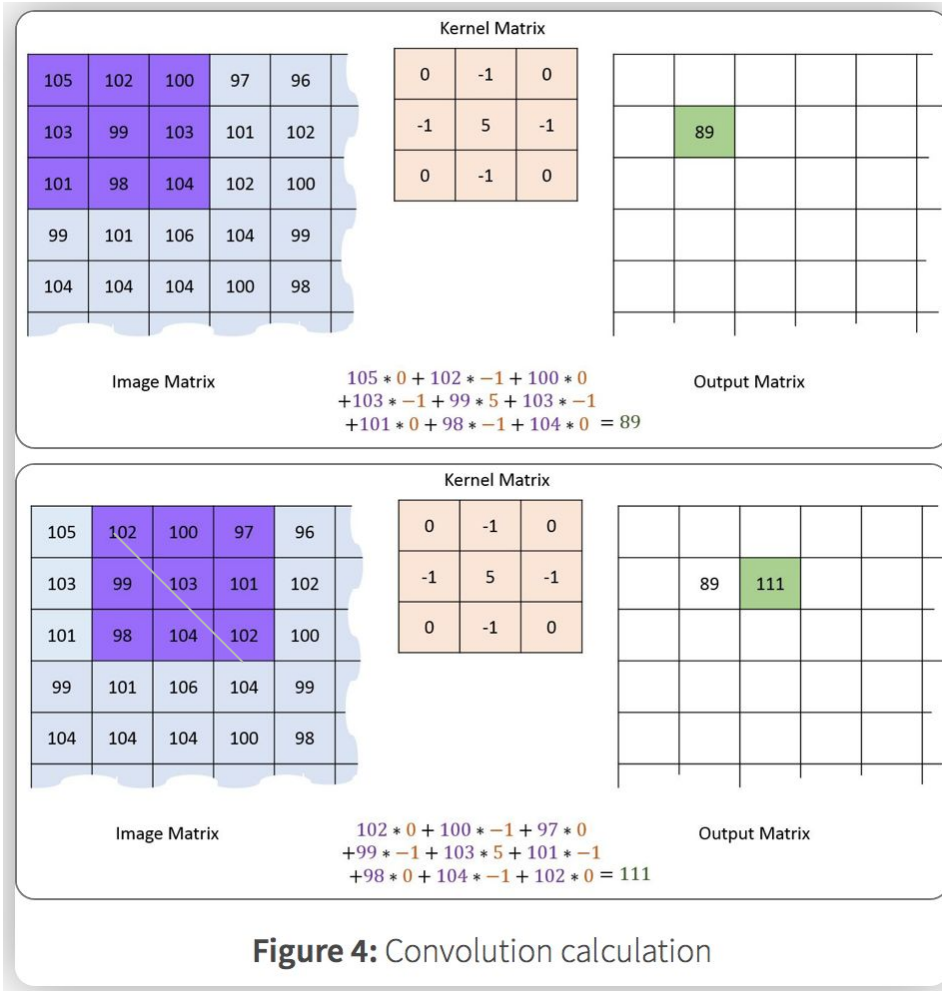 Kernel Matrix
105 102 100 97 96
103 99 103 101 102
101 98 104 102 100
99 101 106 104 99
104 104 104 100 98
0 -1 0
-1 5 -1
0 -1 0
89
Image Matrix
105 * 0 + 102 * −1 + 100 * 0
+103 * −1 + 99 * 5 + 103 * −1
+101 * 0 + 98 * −1 + 104 * 0 = 89
Output Matrix
Kernel Matrix
105 102 100 97 96
103 99 103 101 102
101 98 104 102 100
99 101 106 104 99
104 104 104 100 98
0 -1 0
-1 5 -1
0 -1 0
89 111
Image Matrix
102 * 0 + 100 * −1 + 97 * 0
+99 * −1 + 103 * 5 + 101 * −1
+98 * 0 + 104 * −1 + 102 * 0 = 111
Output Matrix
Figure 4: Convolution calculation